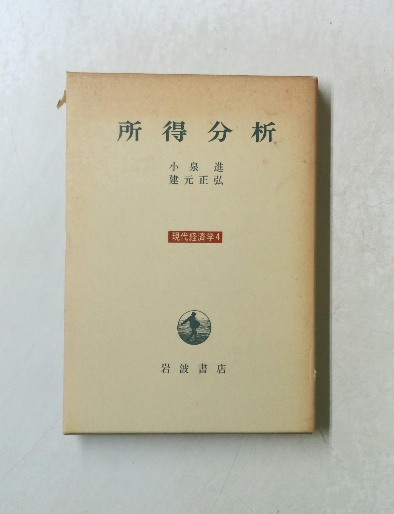 所得分析
小泉進
建元正弘
現代経済学4
岩波書店